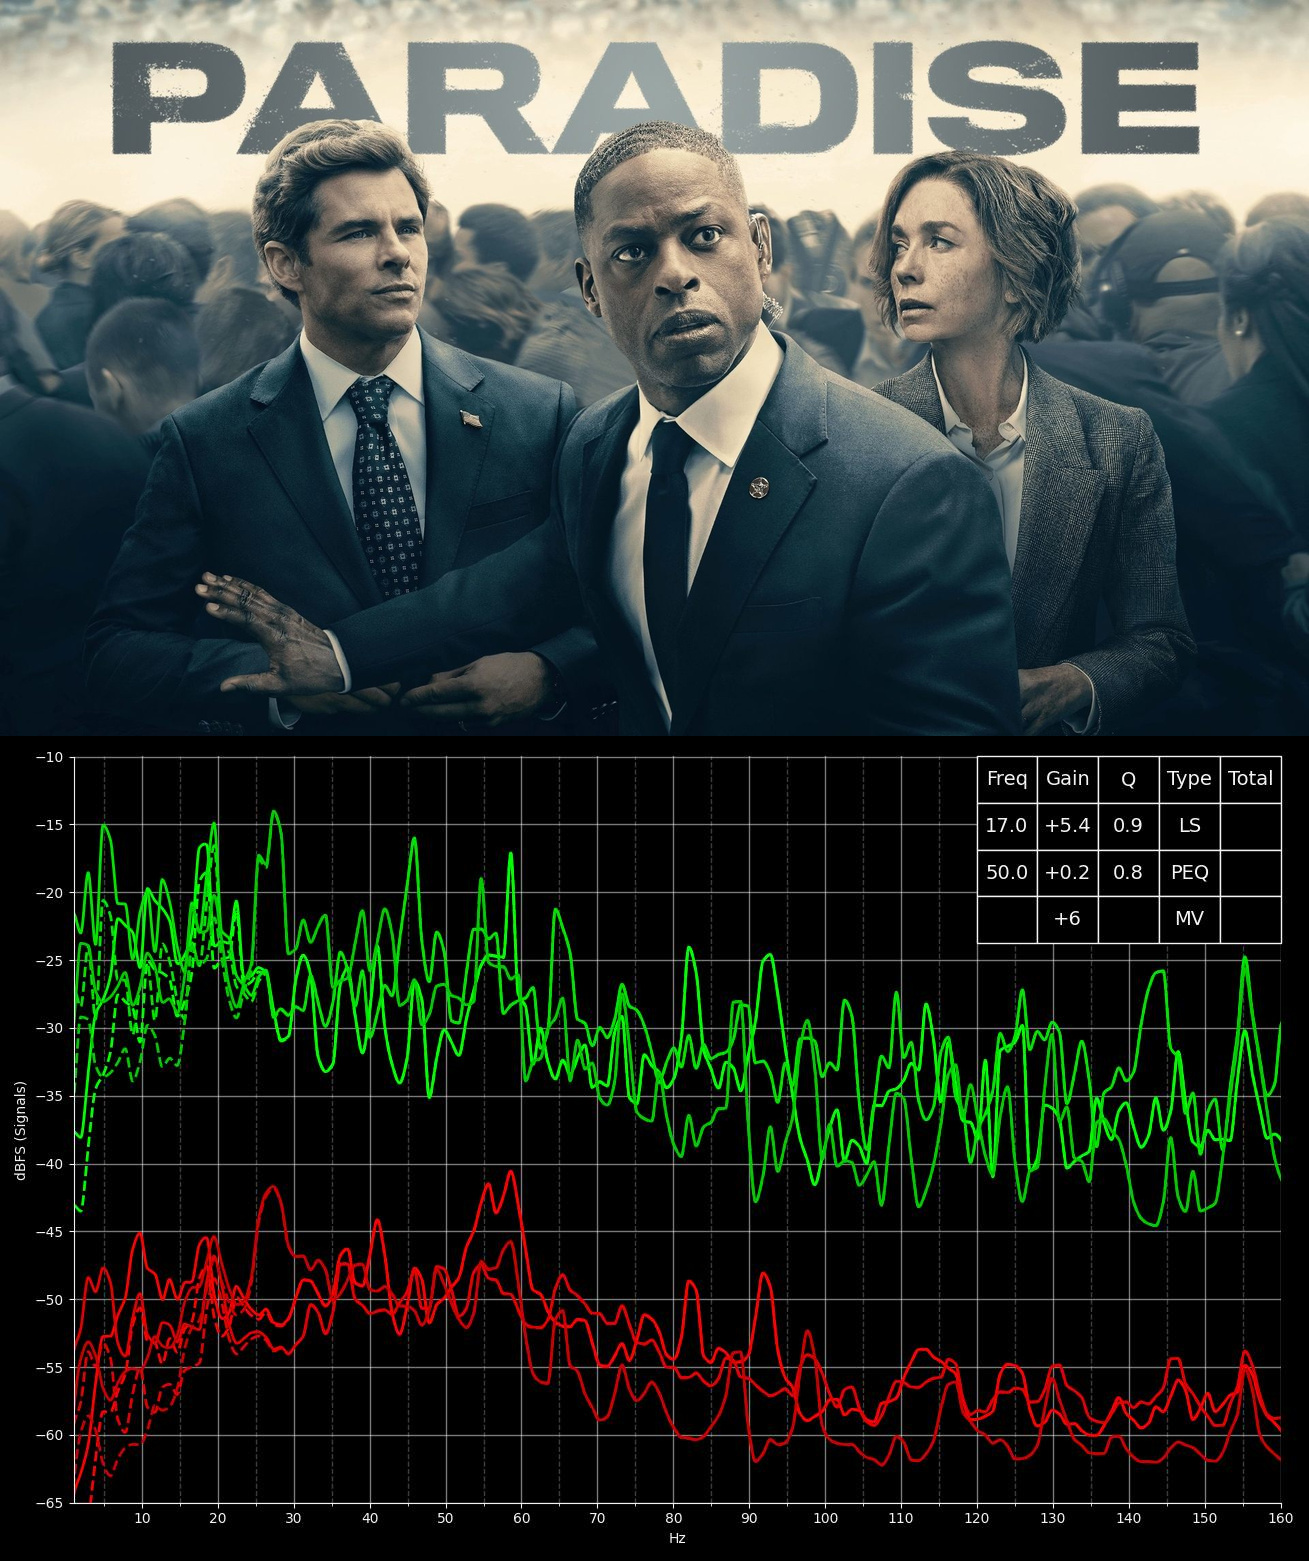 PARADISE
Freq Gain Q Type Total
17.0 +5.4 0.9 LS
50.0 +0.2 0.8 PEQ
+6 MV
−10
−15
−20
−25
−30
−35
−40
−45
−50
−55
−60
−65
dBFS (Signals)
10 20 30 40 50 60 70 80 90 100 110 120 130 140 150 160
Hz